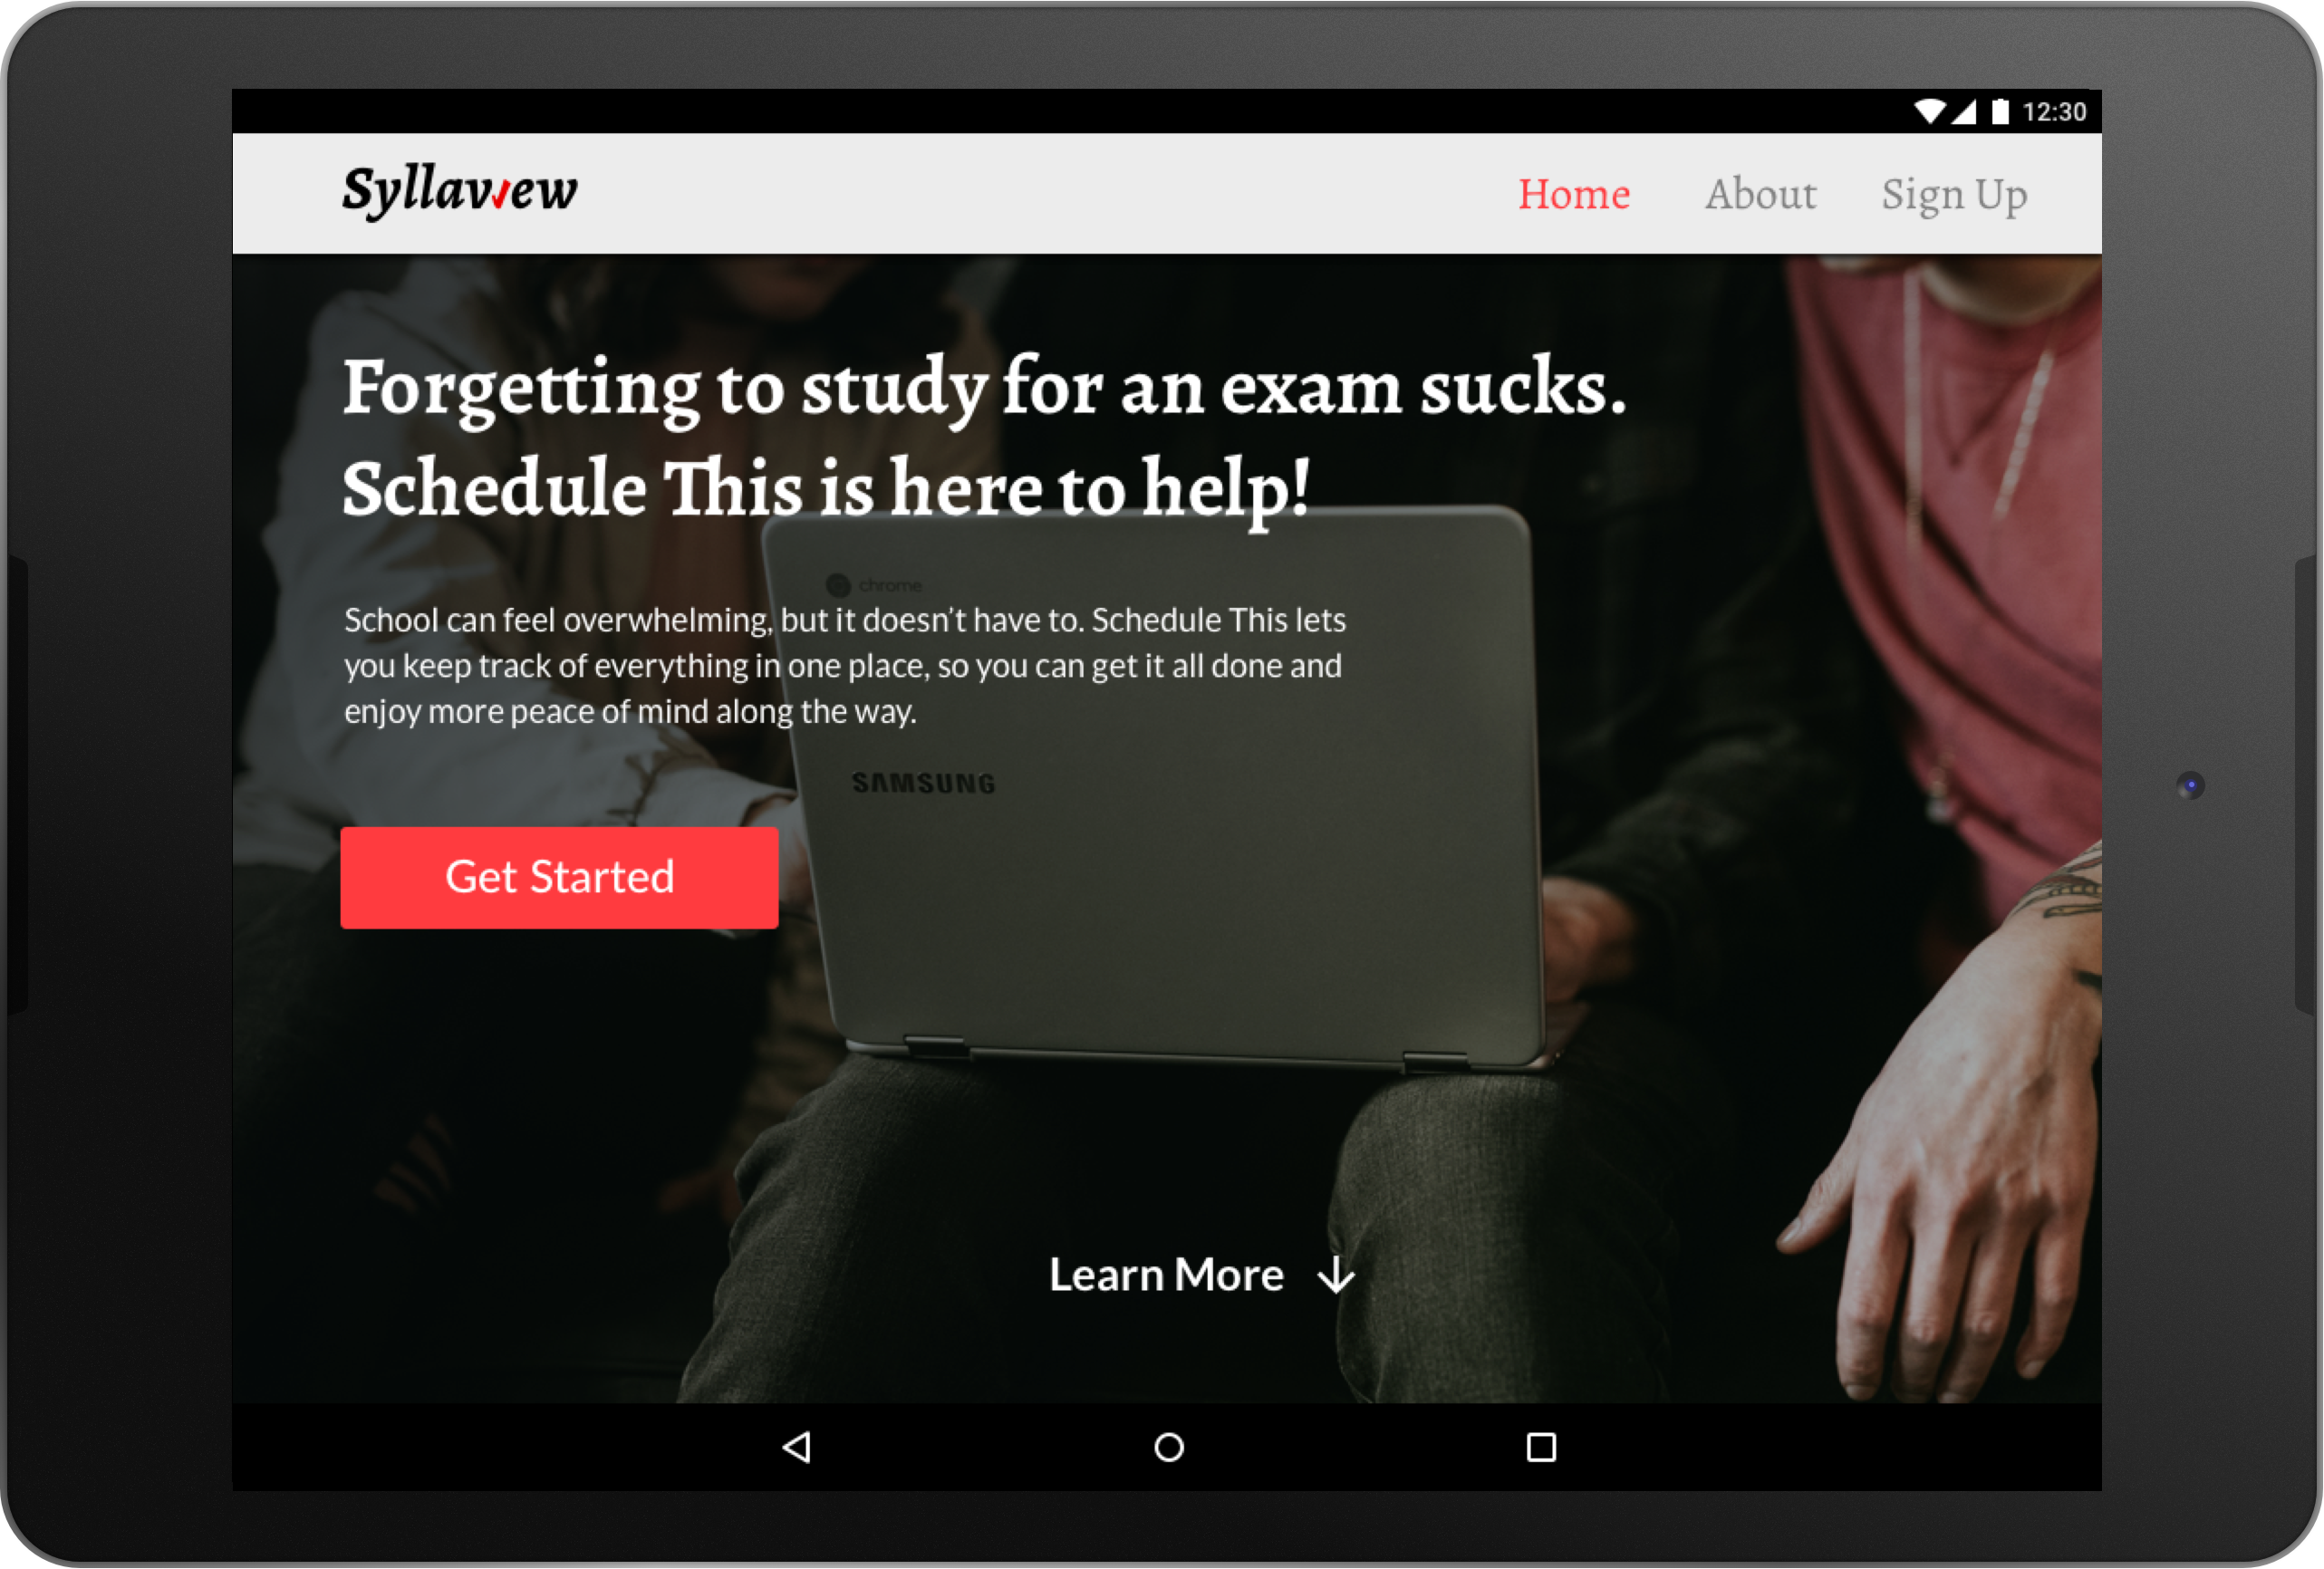 12:30
Syllaview
Home About Sign Up
Forgetting to study for an exam sucks.
Schedule This is here to help!
chrome
School can feel overwhelming, but it doesn't have to. Schedule This lets
you keep track of everything in one place, so you can get it all done and
enjoy more peace of mind along the way.
SAMSUNG
Get Started
Learn More ↓